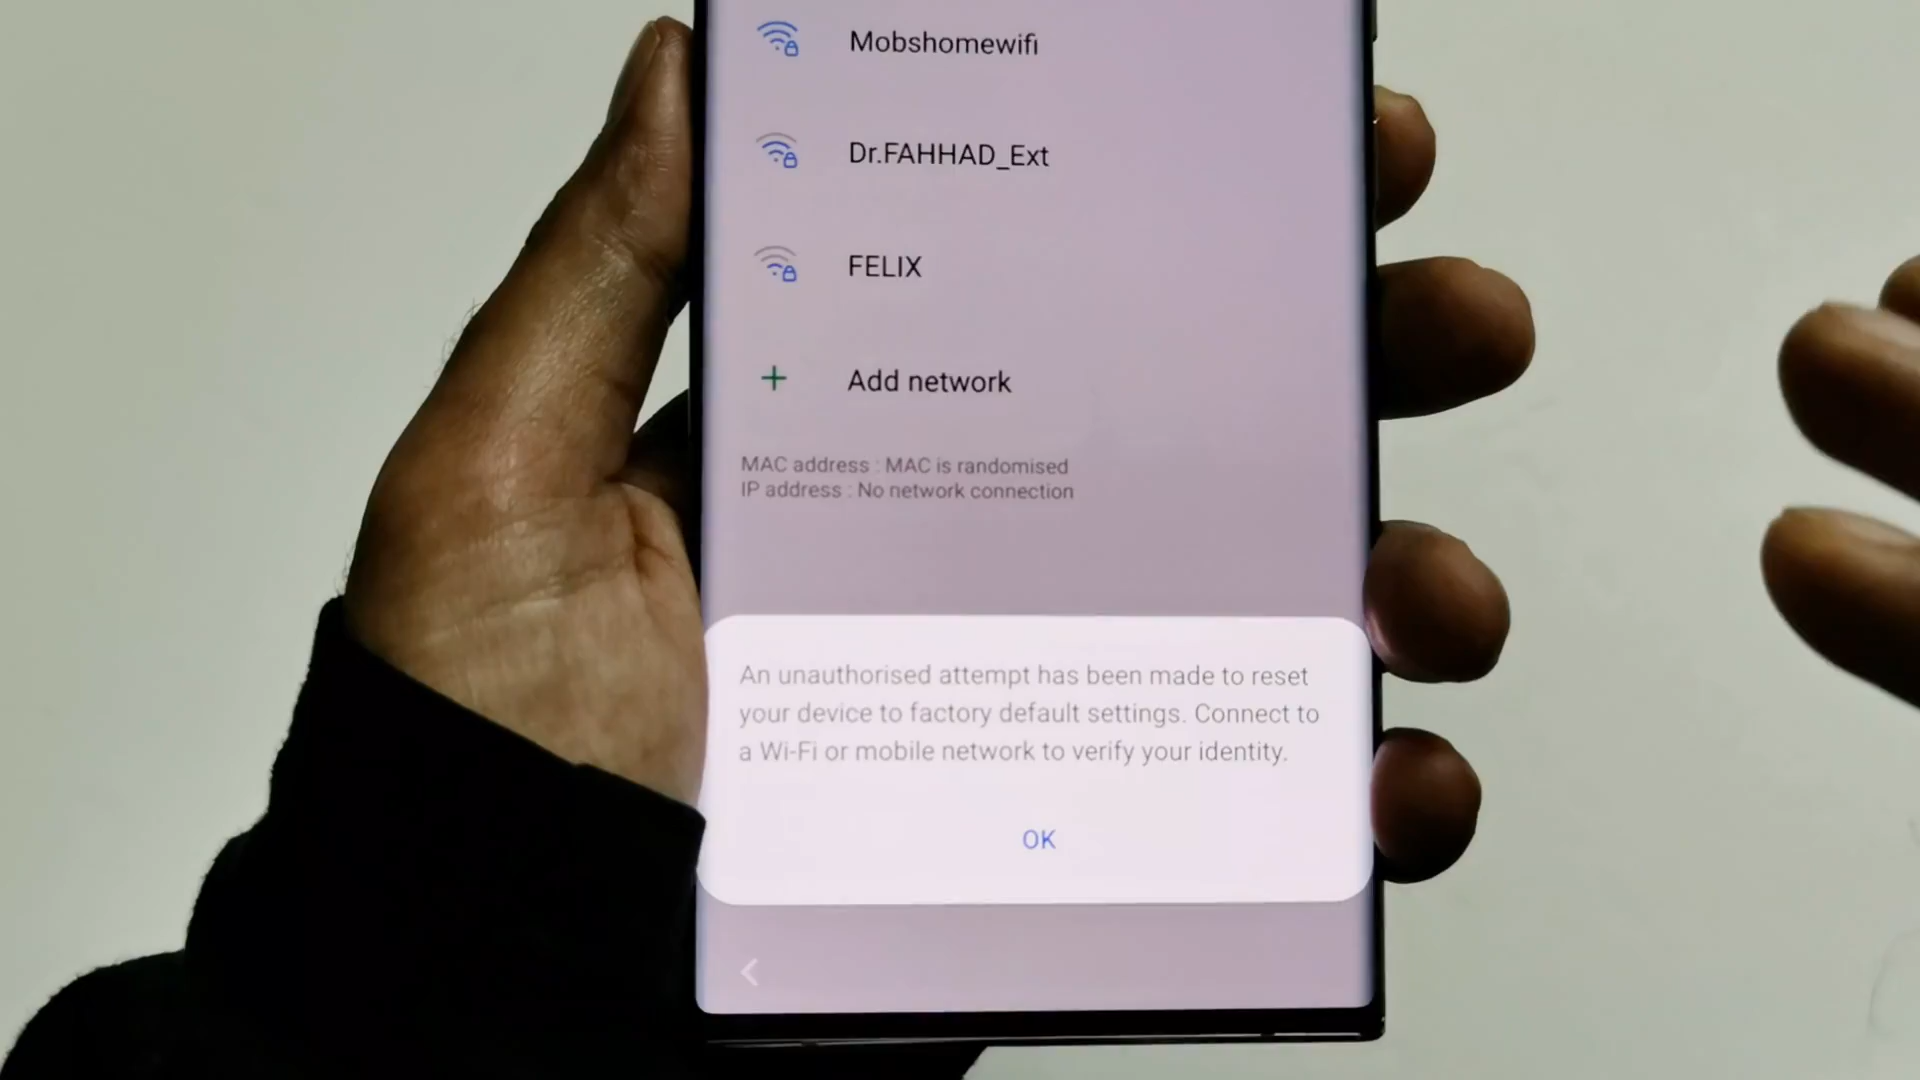 Mobshomewifi
Dr.FAHHAD_Ext
FELIX
Add network
MAC address : MAC is randomised
IP address : No network connection
An unauthorised attempt has been made to reset
your device to factory default settings. Connect to
a Wi-Fi or mobile network to verify your identity.
OK